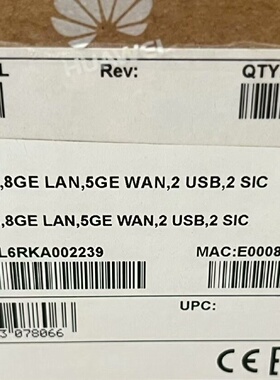 HUAWEI
L Rev: QTY
,8GE LAN,5GE WAN,2 USB,2 SIC
,8GE LAN,5GE WAN,2 USB,2 SIC
L6RKA002239 MAC:E0008
UPC:
3"078066
CE